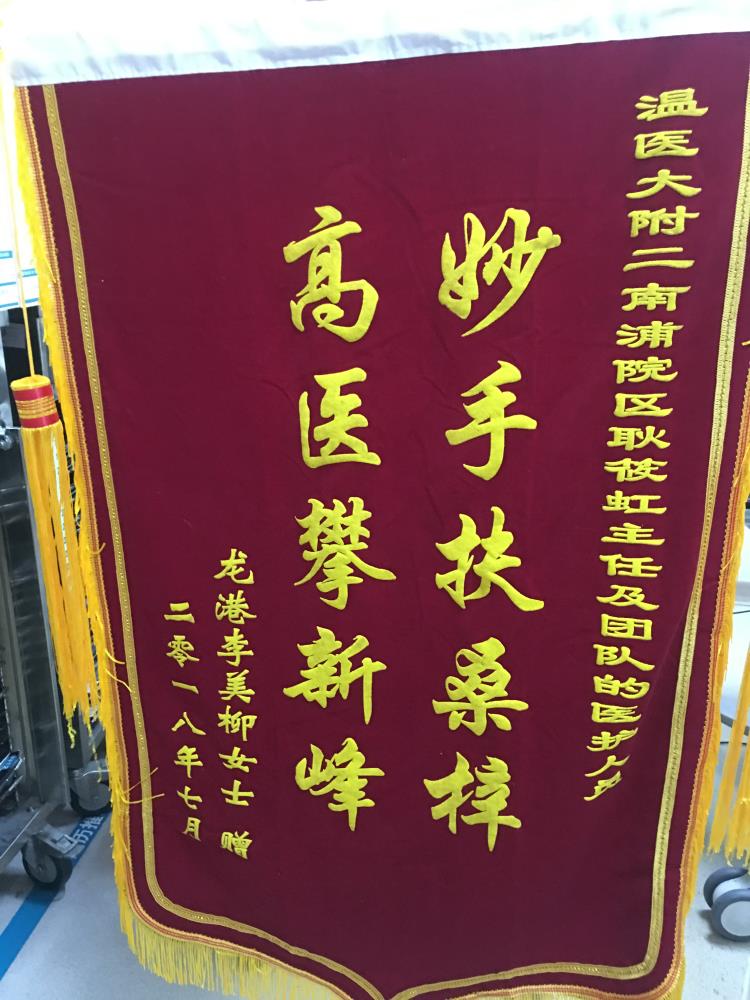 温医大附二南浦院区耿筱虹主任及团队的医护人员
妙手扶桑梓
高医攀新峰
龙港李美柳女士 赠
二零一八年七月